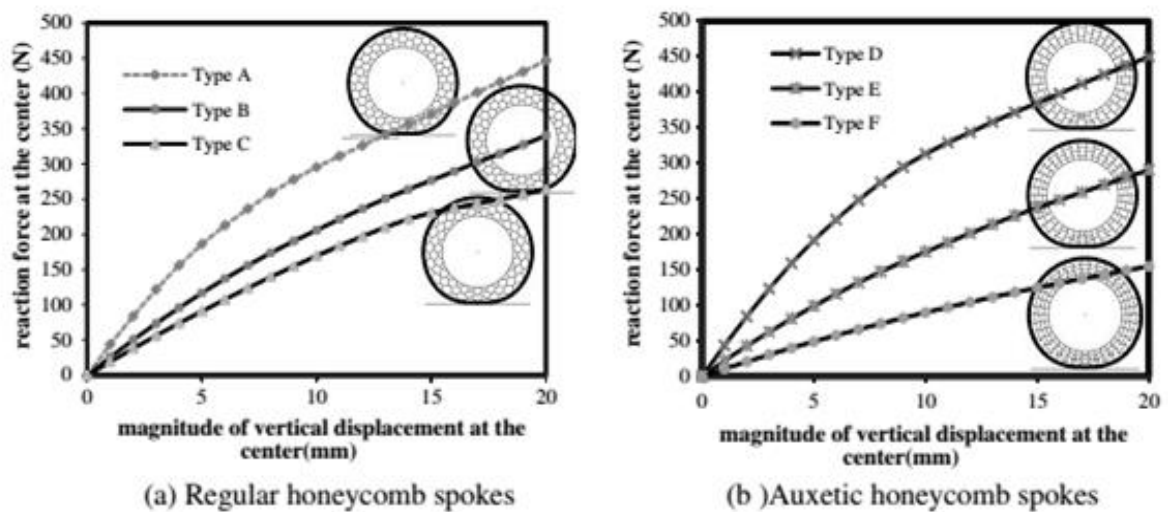 500
450
400
350
300
250
200
150
100
50
0
reaction force at the center (N)
Type A
Type B
Type C
0 5 10 15 20
magnitude of vertical displacement at the
center(mm)
(a) Regular honeycomb spokes
500
450
400
350
300
250
200
150
100
50
0
reaction force at the center (N)
Type D
Type E
Type F
0 5 10 15 20
magnitude of vertical displacement at the
center(mm)
(b )Auxetic honeycomb spokes